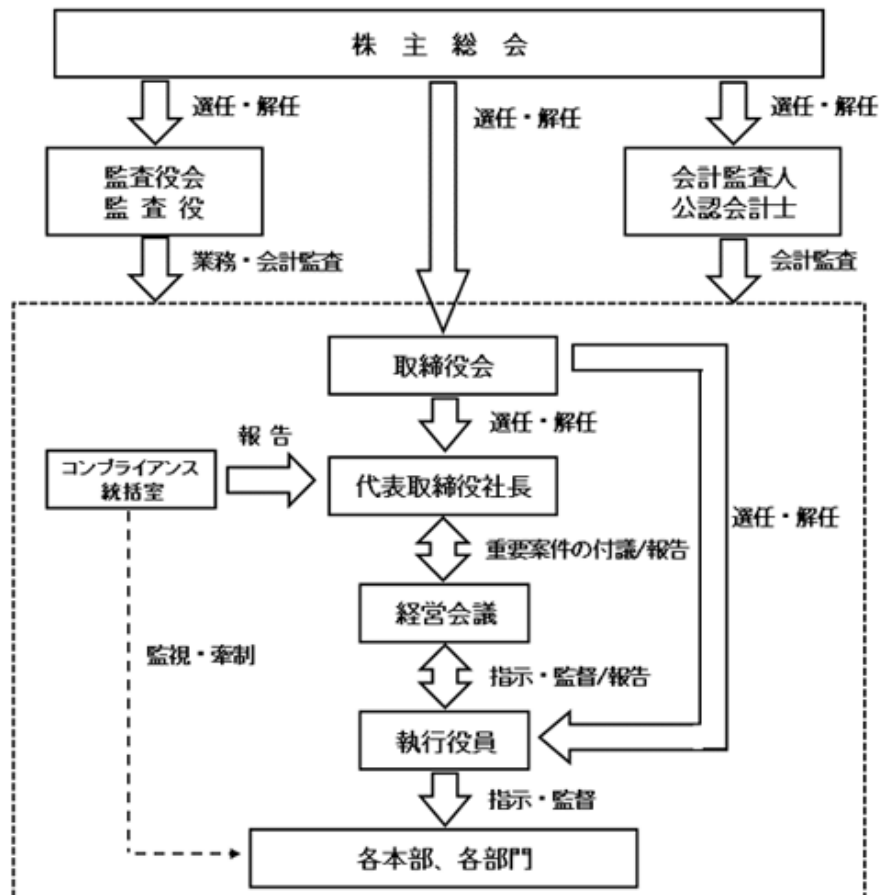 株 主 総 会
選任・解任
選任・解任
選任・解任
監査役会
監 査 役
会計監査人
公認会計士
業務・会計監査
会計監査
取締役会
選任・解任
報 告
コンプライアンス
統括室
代表取締役社長
選任・解任
重要案件の付議/報告
経営会議
監視・牽制
指示・監督/報告
執行役員
指示・監督
各本部、各部門